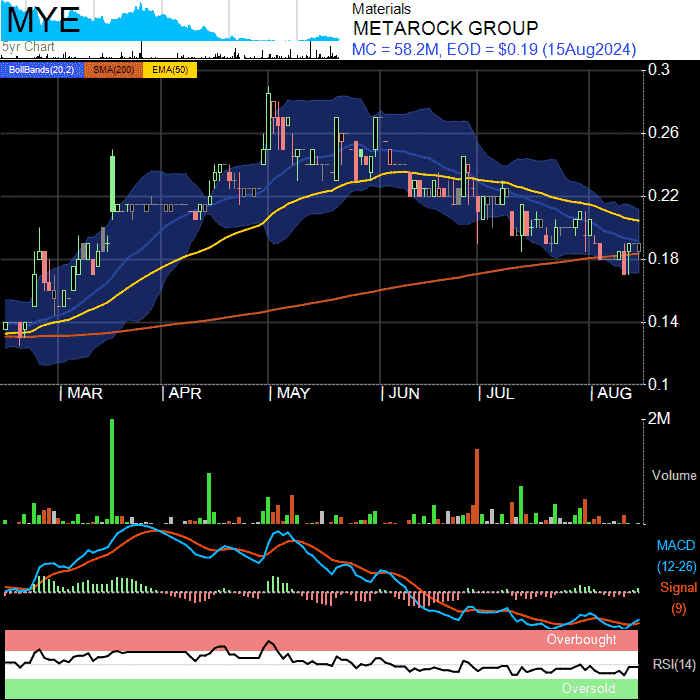 MYE
5yr Chart
Materials
METAROCK GROUP
MC = 58.2M, EOD = $0.19 (15Aug2024)
BollBands(20,2) SMA(200) EMA(50)
0.3
0.26
0.22
0.18
0.14
0.1
MAR APR MAY JUN JUL AUG
2M
Volume
MACD
(12-26)
Signal
(9)
Overbought
RSI(14)
Oversold